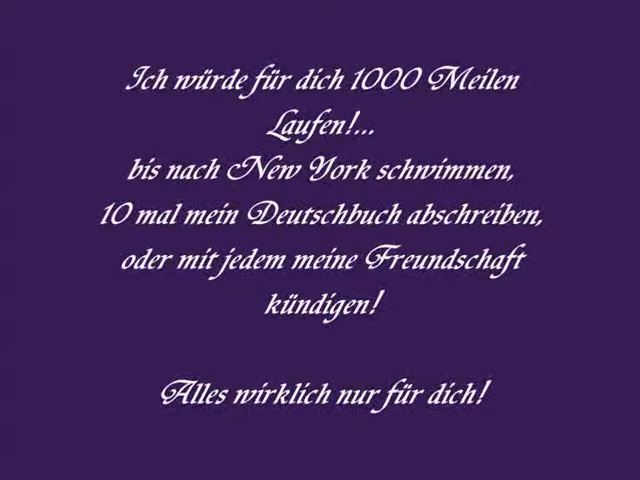 Ich würde für dich 1000 Meilen
Laufen!...
bis nach New York schwimmen,
10 mal mein Deutschbuch abschreiben,
oder mit jedem meine Freundschaft
kündigen!
Alles wirklich nur für dich!